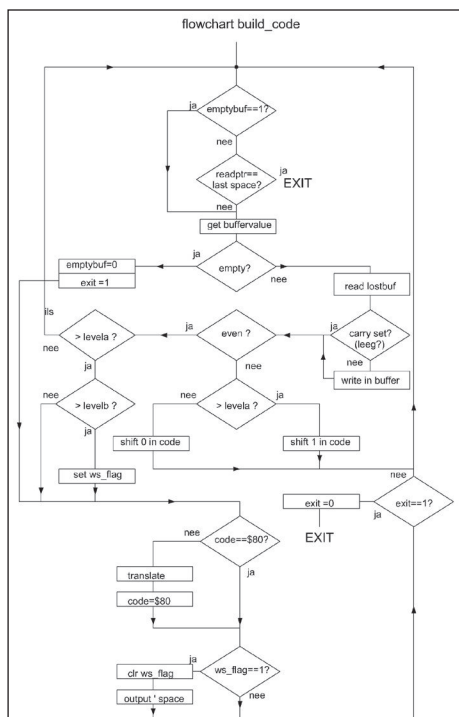 flowchart build_code
ja
emptybuf==1?
nee
readptr==
last space?
ja
EXIT
nee
get buffervalue
ja
empty?
nee
emptybuf=0
exit =1
read lostbuf
ils
> levela ?
nee
ja
ja
even ?
nee
ja
carry set?
(leeg?)
nee
write in buffer
nee
> levelb ?
ja
nee
> levela ?
ja
shift 0 in code
shift 1 in code
set ws_flag
nee
exit =0
exit==1?
ja
EXIT
nee
code==$80?
ja
translate
code=$80
ja
ws_flag==1?
nee
clr ws_flag
output ' space